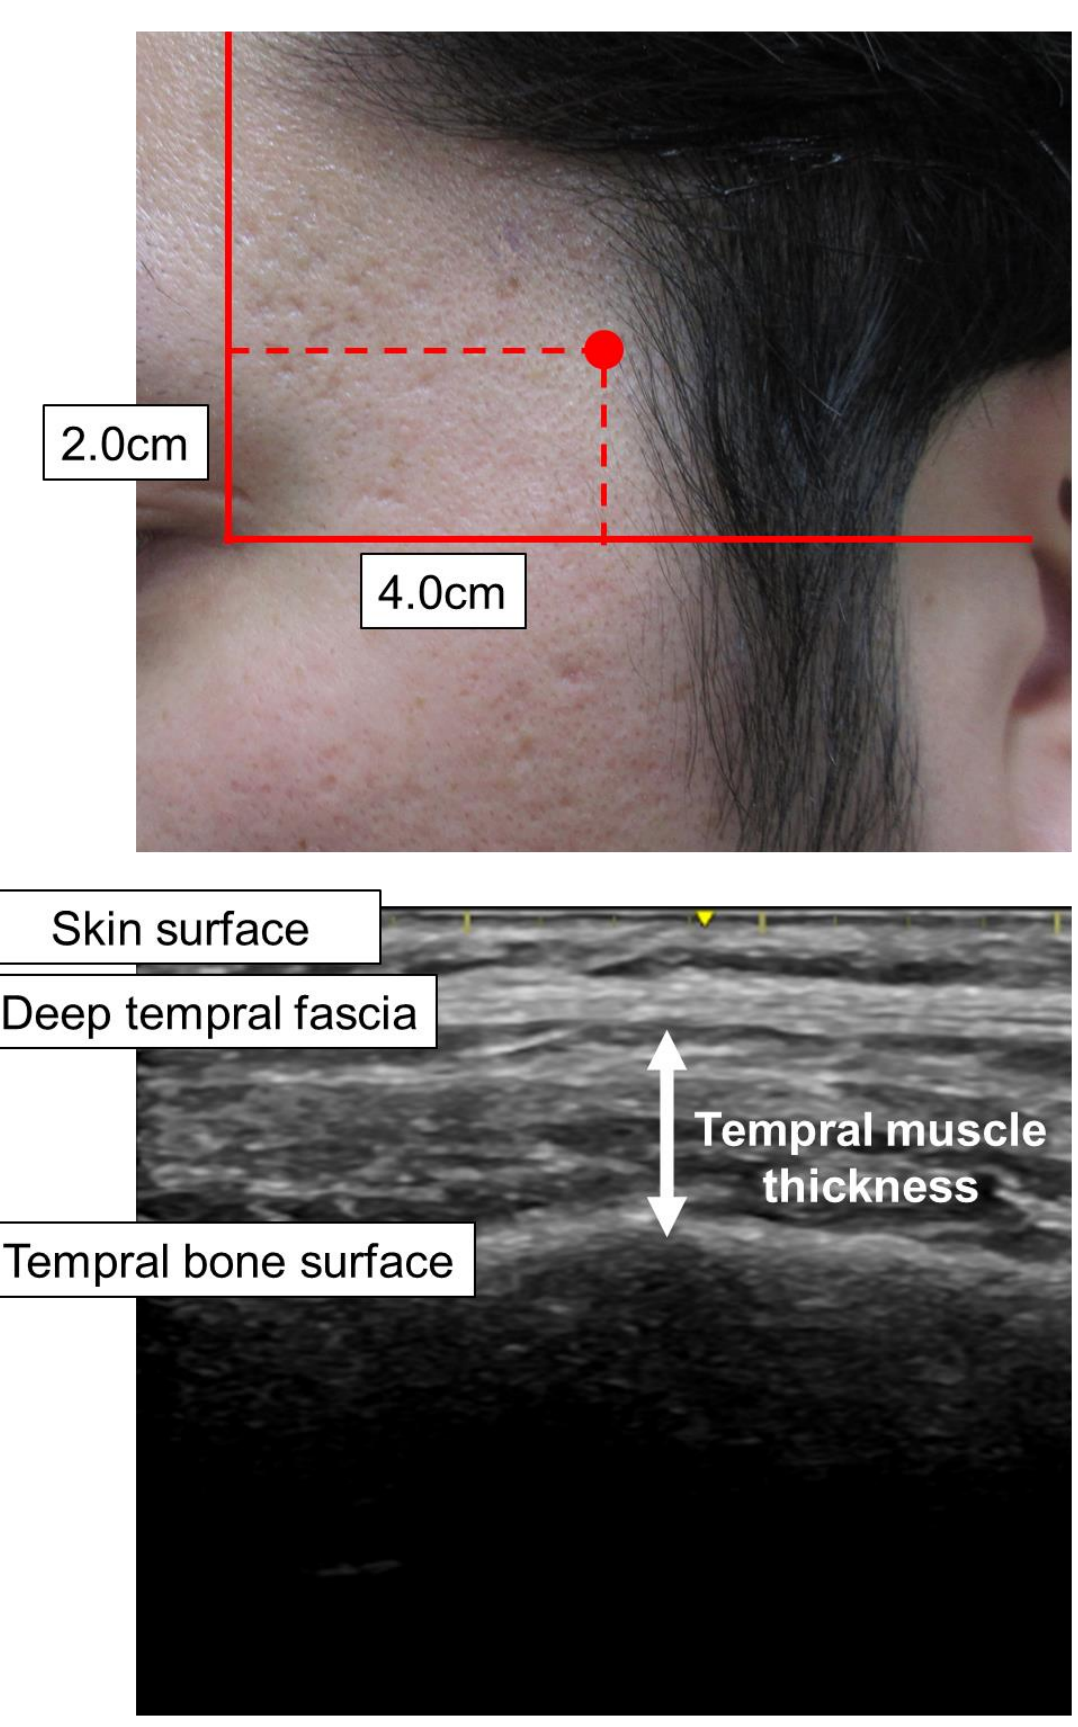 2.0cm
4.0cm
Skin surface
Deep tempral fascia
Tempral muscle
thickness
Tempral bone surface